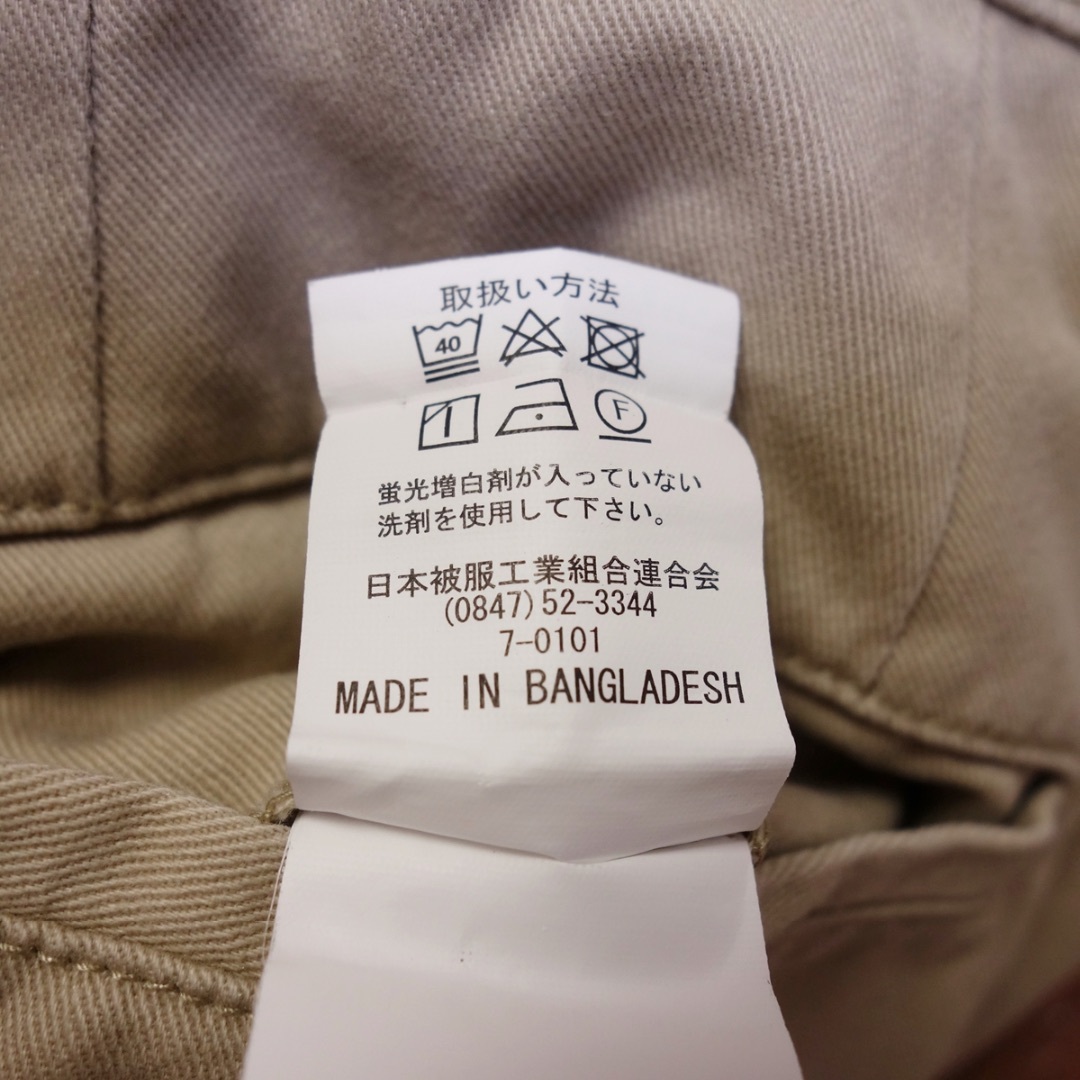 取扱い方法
40
F
蛍光増白剤が入っていない
洗剤を使用して下さい。
日本被服工業組合連合会
(0847)52-3344
7-0101
MADE IN BANGLADESH